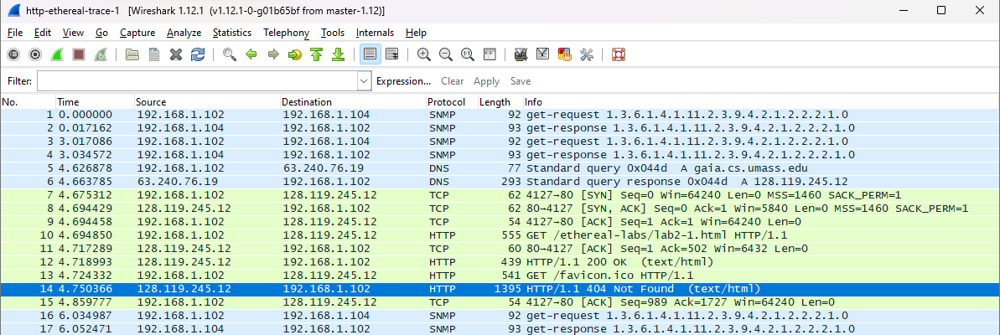 http-ethereal-trace-1 [Wireshark 1.12.1 (v1.12.1-0-g01b65bf from master-1.12)]
File Edit View Go Capture Analyze Statistics Telephony Tools Internals Help
Filter: Expression... Clear Apply Save
No. Time Source Destination Protocol Length Info
1 0.000000 192.168.1.102 192.168.1.104 SNMP 92 get-request 1.3.6.1.4.1.11.2.3.9.4.2.1.2.2.2.1.0
2 0.017162 192.168.1.104 192.168.1.102 SNMP 93 get-response 1.3.6.1.4.1.11.2.3.9.4.2.1.2.2.2.1.0
3 3.017086 192.168.1.102 192.168.1.104 SNMP 92 get-request 1.3.6.1.4.1.11.2.3.9.4.2.1.2.2.2.1.0
4 3.034572 192.168.1.104 192.168.1.102 SNMP 93 get-response 1.3.6.1.4.1.11.2.3.9.4.2.1.2.2.2.1.0
5 4.626878 192.168.1.102 63.240.76.19 DNS 77 Standard query 0x044d A gaia.cs.umass.edu
6 4.663785 63.240.76.19 192.168.1.102 DNS 293 Standard query response 0x044d A 128.119.245.12
7 4.675312 192.168.1.102 128.119.245.12 TCP 62 4127→80 [SYN] Seq=0 Win=64240 Len=0 MSS=1460 SACK_PERM=1
8 4.694429 128.119.245.12 192.168.1.102 TCP 62 80→4127 [SYN, ACK] Seq=0 Ack=1 Win=5840 Len=0 MSS=1460 SACK_PERM=1
9 4.694458 192.168.1.102 128.119.245.12 TCP 54 4127→80 [ACK] Seq=1 Ack=1 Win=64240 Len=0
10 4.694850 192.168.1.102 128.119.245.12 HTTP 555 GET /ethereal-labs/lab2-1.html HTTP/1.1
11 4.717289 128.119.245.12 192.168.1.102 TCP 60 80→4127 [ACK] Seq=1 Ack=502 Win=6432 Len=0
12 4.718993 128.119.245.12 192.168.1.102 HTTP 439 HTTP/1.1 200 OK (text/html)
13 4.724332 192.168.1.102 128.119.245.12 HTTP 541 GET /favicon.ico HTTP/1.1
14 4.750366 128.119.245.12 192.168.1.102 HTTP 1395 HTTP/1.1 404 Not Found (text/html)
15 4.859777 192.168.1.102 128.119.245.12 TCP 54 4127→80 [ACK] Seq=989 Ack=1727 Win=64240 Len=0
16 6.034987 192.168.1.102 192.168.1.104 SNMP 92 get-request 1.3.6.1.4.1.11.2.3.9.4.2.1.2.2.2.1.0
17 6.052471 192.168.1.104 192.168.1.102 SNMP 93 get-response 1.3.6.1.4.1.11.2.3.9.4.2.1.2.2.2.1.0